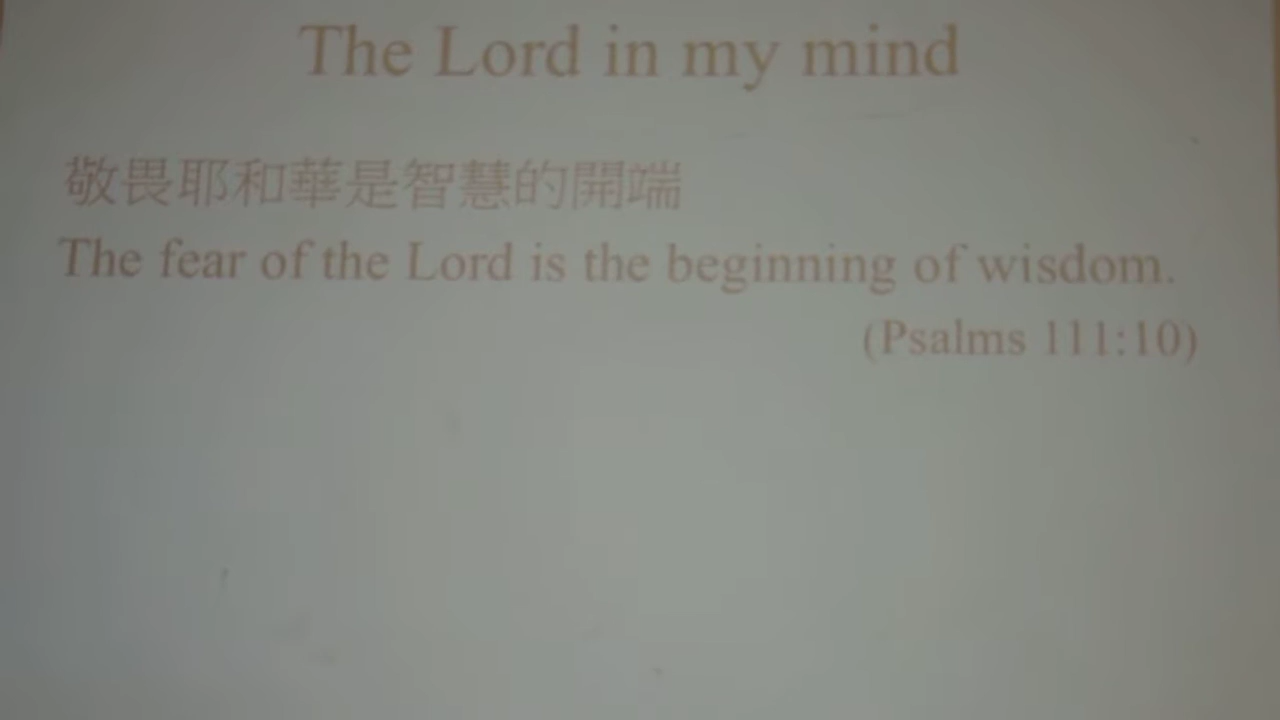 The Lord in my mind
敬畏耶和華是智慧的開端
The fear of the Lord is the beginning of wisdom.
(Psalms 111:10)